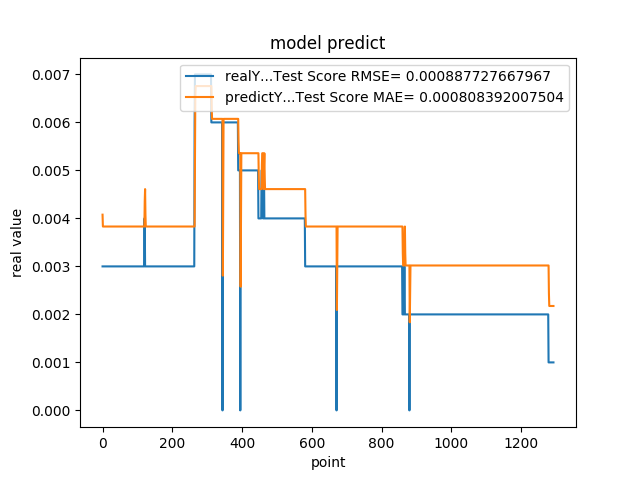 model predict
realY...Test Score RMSE= 0.000887727667967
predictY...Test Score MAE= 0.000808392007504
0.007
0.006
0.005
0.004
0.003
0.002
0.001
0.000
real value
0 200 400 600 800 1000 1200
point